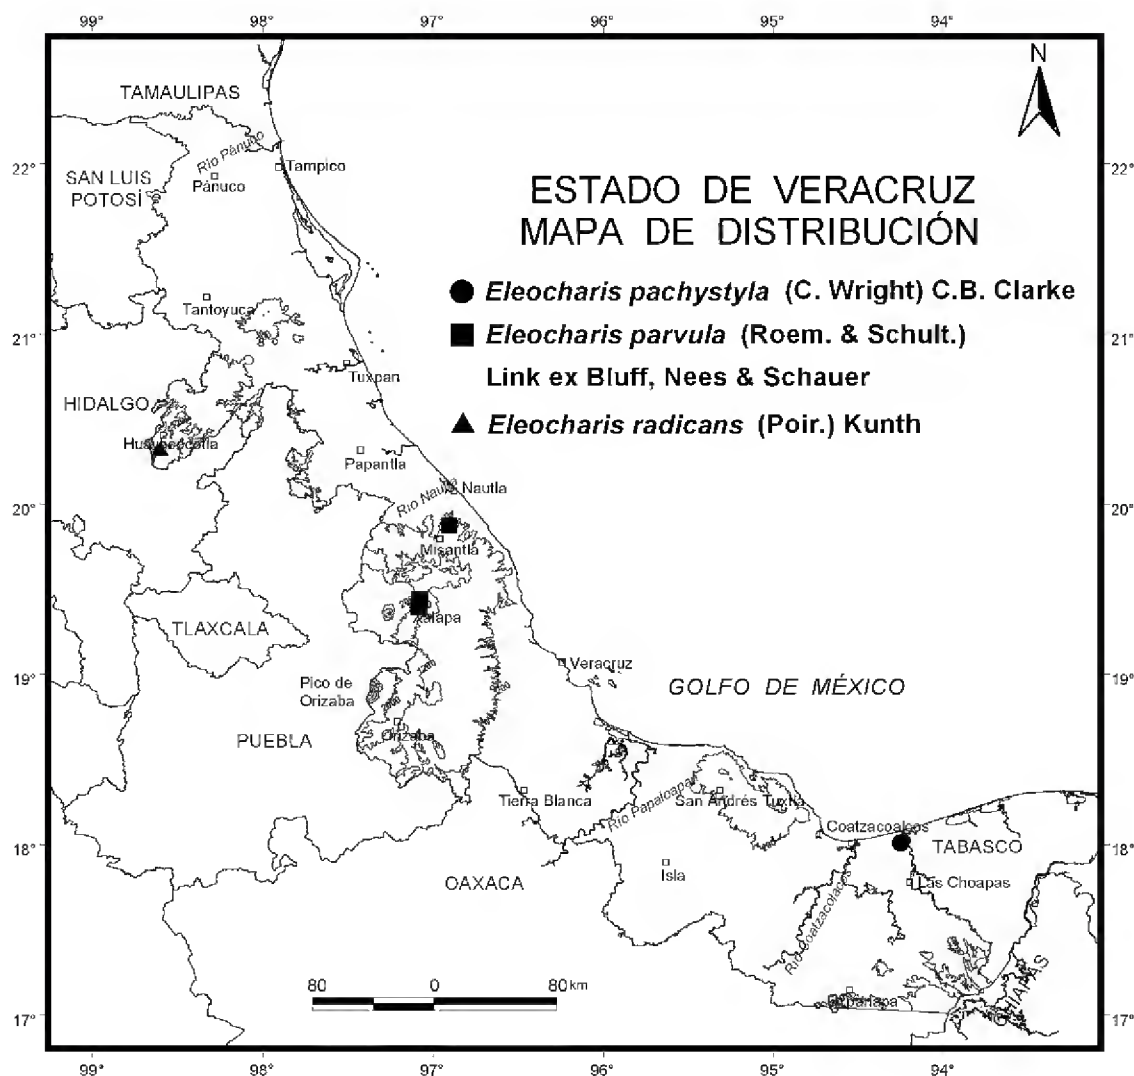 99° 98° 97° 96° 95° 94°
N
TAMAULIPAS
Río Pánuco
22° Tampico 22°
SAN LUIS
POTOSÍ
Pánuco
ESTADO DE VERACRUZ
MAPA DE DISTRIBUCIÓN
Eleocharis pachystyla (C. Wright) C.B. Clarke
Eleocharis parvula (Roem. & Schult.)
Link ex Bluff, Nees & Schauer
Eleocharis radicans (Poir.) Kunth
Tantoyuca
21° 21°
Tuxpan
HIDALGO
Huayacocotla
Papantla
Río Nautla
Nautla
20° 20°
Misantla
Xalapa
TLAXCALA
Veracruz
19° 19°
Pico de
Orizaba
GOLFO DE MÉXICO
PUEBLA
Orizaba
Tierra Blanca
Río Papaloapan
San Andrés Tuxtla
Coatzacoalcos
18° TABASCO 18°
OAXACA
Isla
Las Choapas
Río Coatzacoalcos
CHIAPAS
80 0 80 km
17° 17°
99° 98° 97° 96° 95° 94°